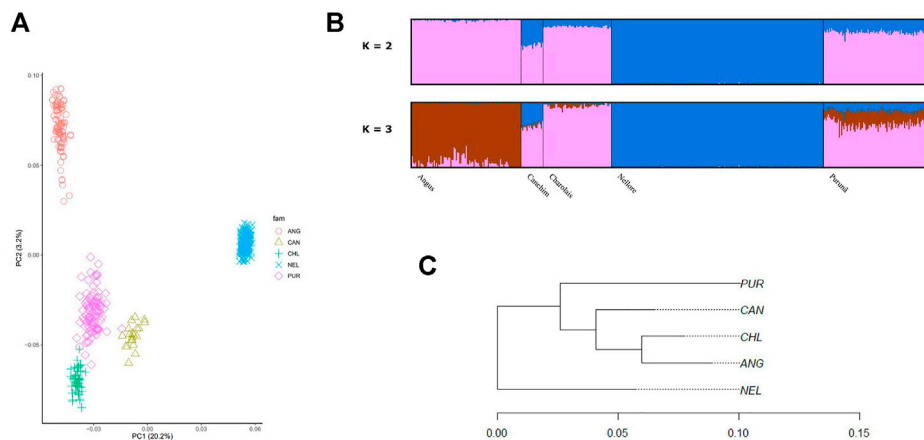 A
B
C
0.10
0.05
0.00
−0.05
PC2 (3.2%)
−0.03
0.00
0.03
0.06
PC1 (20.2%)
fam
ANG
CAN
CHL
NEL
PUR
K = 2
K = 3
Angus
Canchim
Charolais
Nellore
Purunã
PUR
CAN
CHL
ANG
NEL
0.00
0.05
0.10
0.15